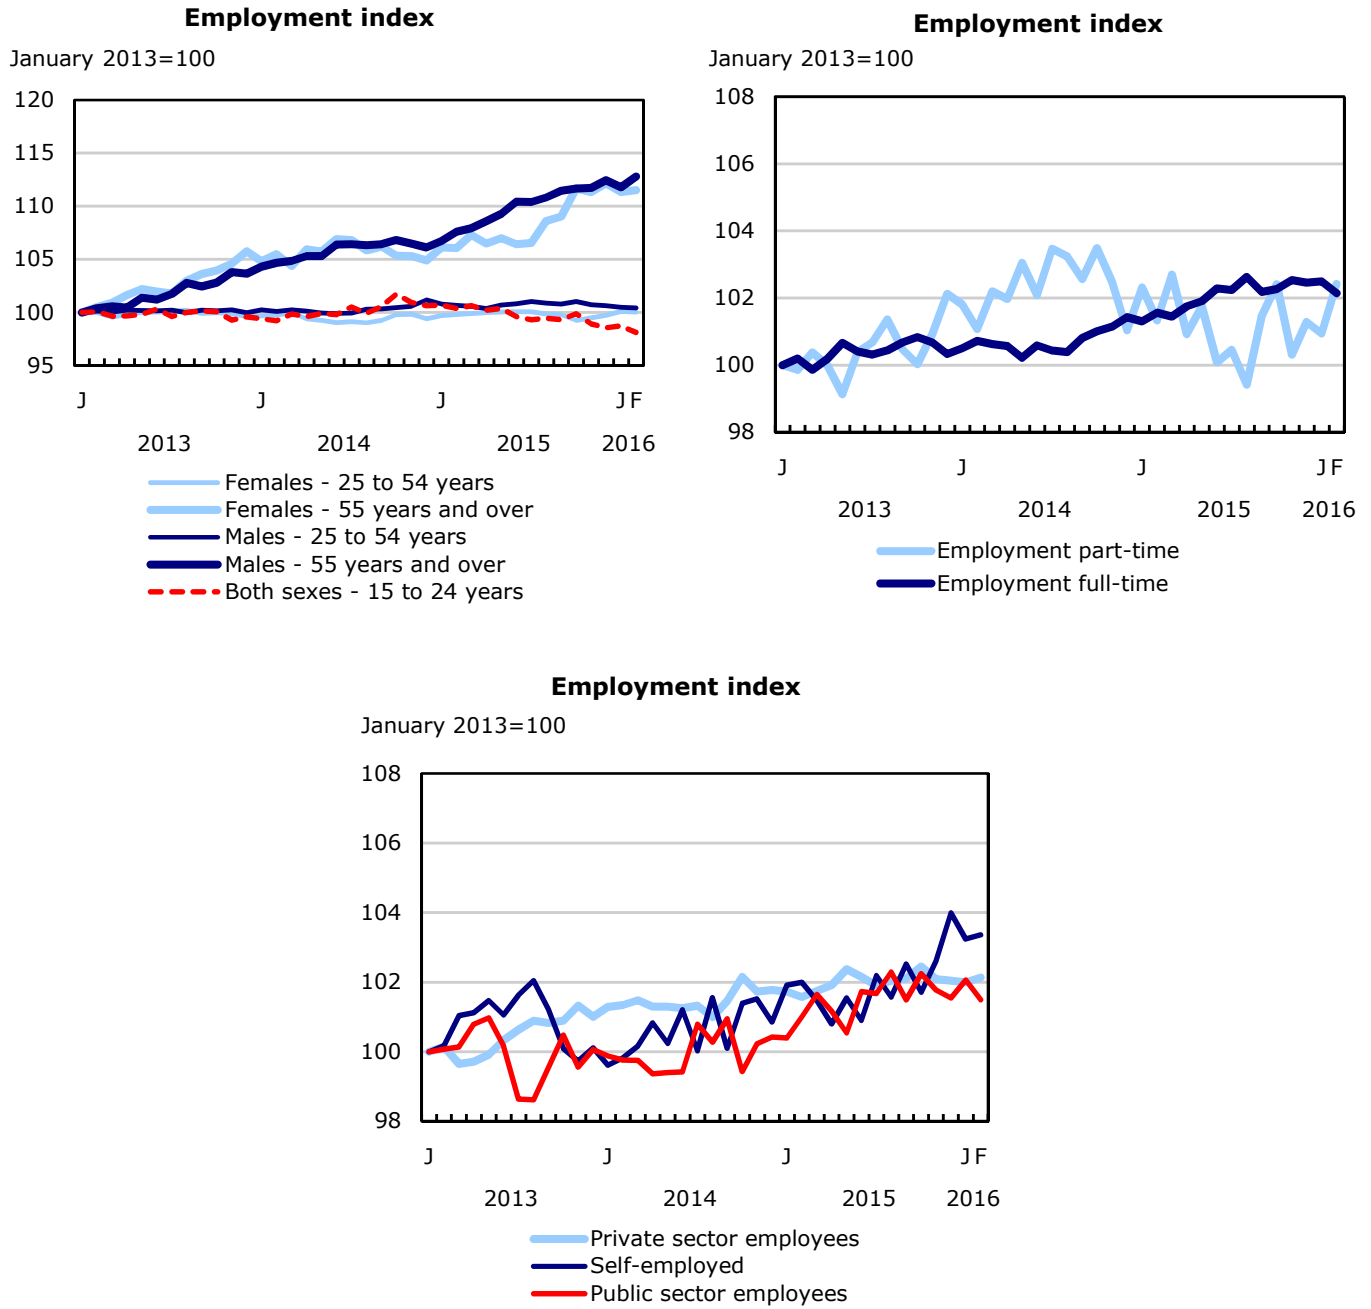 Employment index
January 2013=100
120
115
110
105
100
95
J J J J F
2013 2014 2015 2016
Females - 25 to 54 years
Females - 55 years and over
Males - 25 to 54 years
Males - 55 years and over
Both sexes - 15 to 24 years
Employment index
January 2013=100
108
106
104
102
100
98
J J J J F
2013 2014 2015 2016
Employment part-time
Employment full-time
Employment index
January 2013=100
108
106
104
102
100
98
J J J J F
2013 2014 2015 2016
Private sector employees
Self-employed
Public sector employees